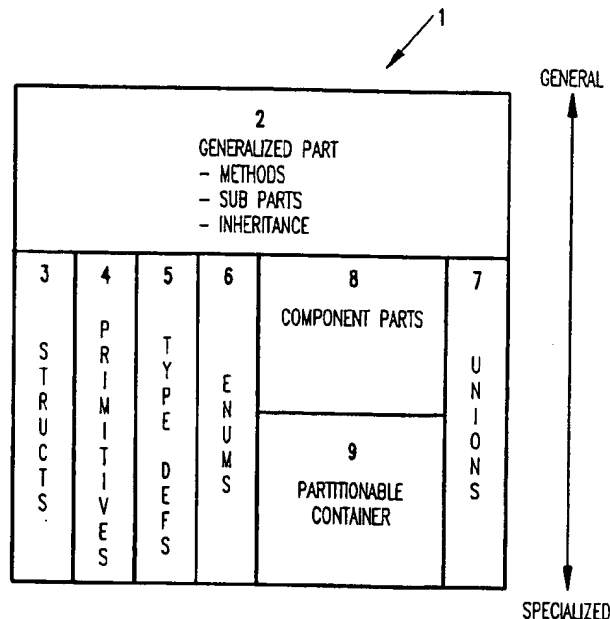 1
GENERAL
2
GENERALIZED PART
- METHODS
- SUB PARTS
- INHERITANCE
3
STRUCTS.
4
PRIMITIVES
5
TYPE DEFS
6
ENUMS
8
COMPONENT PARTS
9
PARTITIONABLE
CONTAINER
7
UNIONS
SPECIALIZED